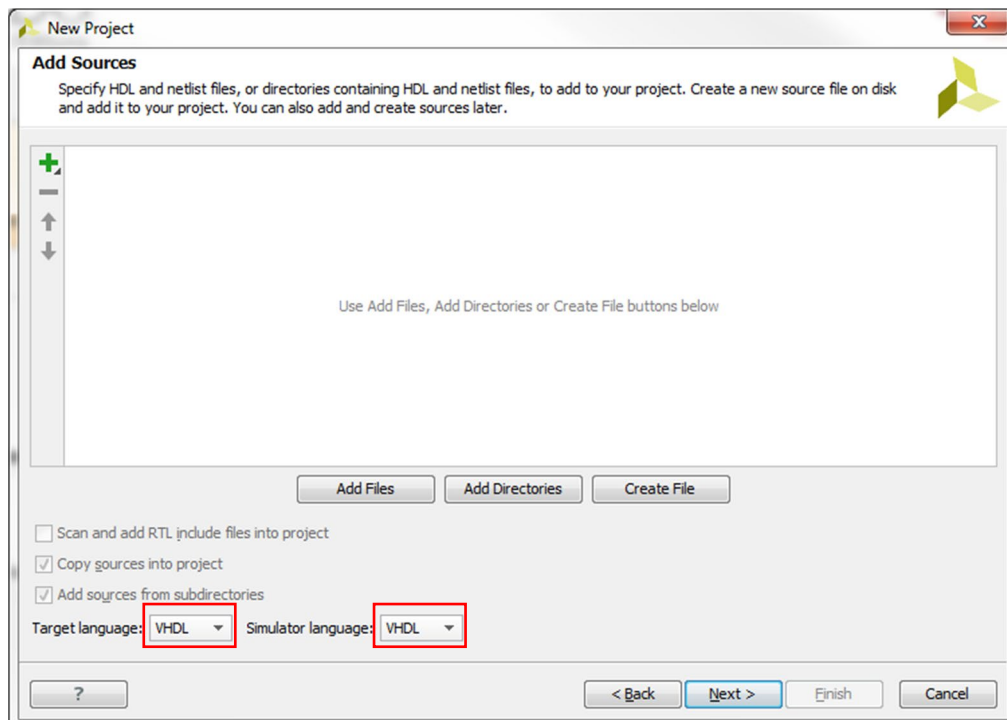 New Project
Add Sources
Specify HDL and netlist files, or directories containing HDL and netlist files, to add to your project. Create a new source file on disk
and add it to your project. You can also add and create sources later.
Use Add Files, Add Directories or Create File buttons below
Add Files Add Directories Create File
Scan and add RTL include files into project
Copy sources into project
Add sources from subdirectories
Target language: VHDL Simulator language: VHDL
? < Back Next > Finish Cancel